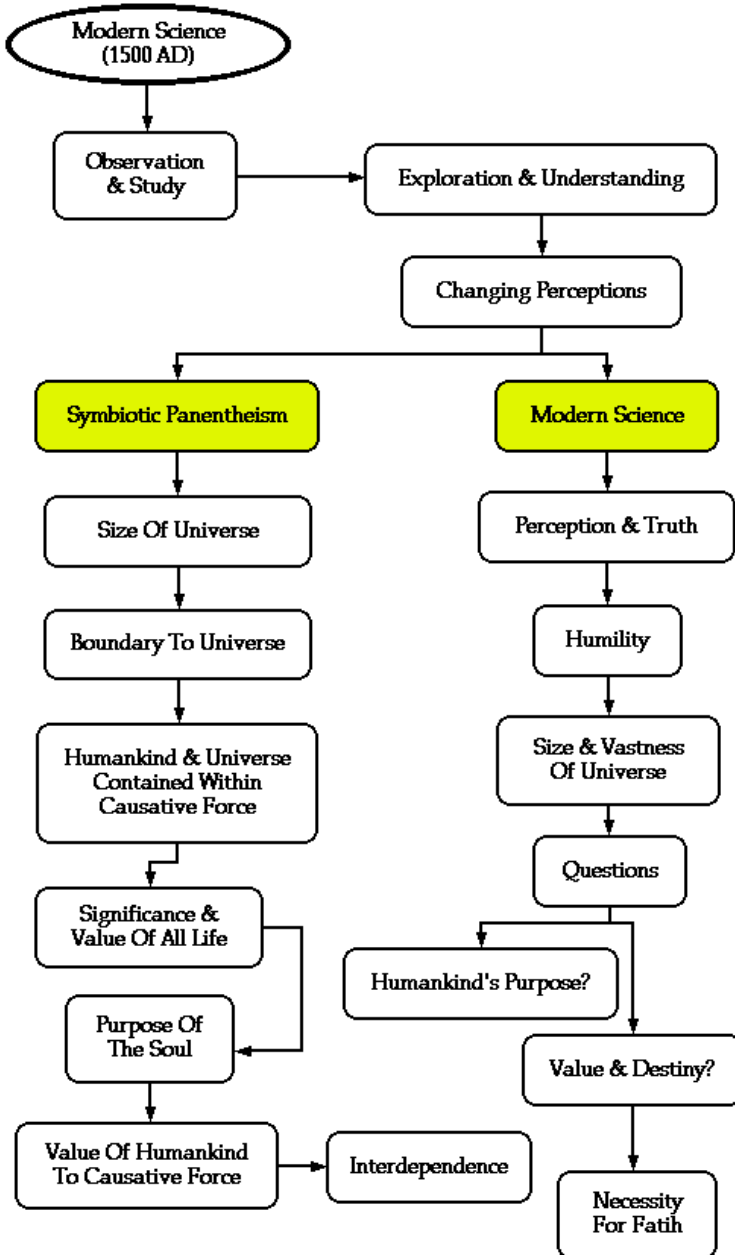 Modern Science
(1500 AD)
Observation
& Study
Exploration & Understanding
Changing Perceptions
Symbiotic Panentheism
Size Of Universe
Boundary To Universe
Humankind & Universe
Contained Within
Causative Force
Significance &
Value Of All Life
Purpose Of
The Soul
Value Of Humankind
To Causative Force
Interdependence
Modern Science
Perception & Truth
Humility
Size & Vastness
Of Universe
Questions
Humankind's Purpose?
Value & Destiny?
Necessity
For Fatih